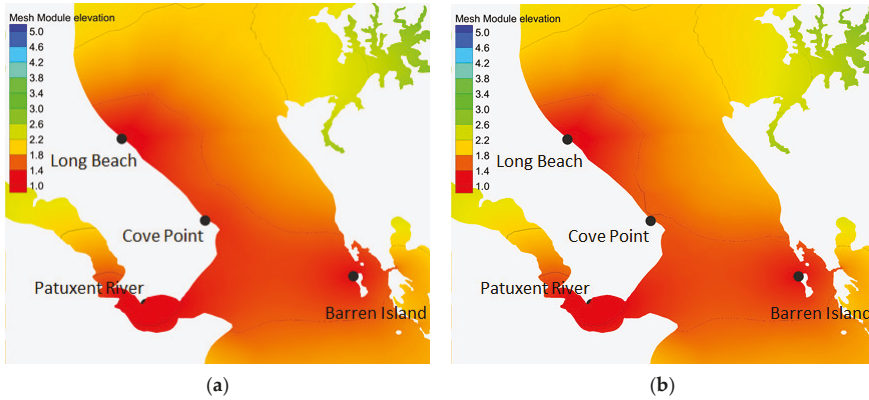 Mesh Module elevation
5.0
4.6
4.2
3.8
3.4
3.0
2.6
2.2
1.8
1.4
1.0
Long Beach
Cove Point
Patuxent River
Barren Island
(a)
Mesh Module elevation
5.0
4.6
4.2
3.8
3.4
3.0
2.6
2.2
1.8
1.4
1.0
Long Beach
Cove Point
Patuxent River
Barren Island
(b)